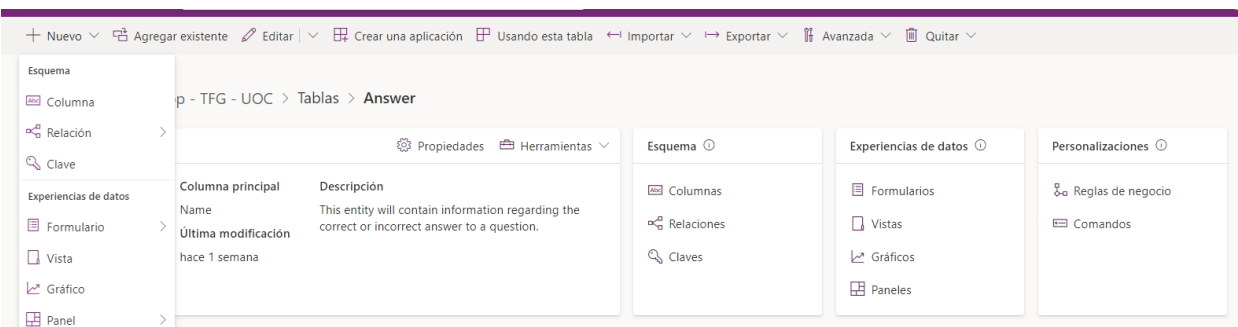 Nuevo Agregar existente Editar Crear una aplicación Usando esta tabla Importar Exportar Avanzada Quitar
Esquema
Columna
Relación
Clave
Experiencias de datos
Formulario
Vista
Gráfico
Panel
p - TFG - UOC > Tablas > Answer
Propiedades Herramientas
Columna principal
Name
Última modificación
hace 1 semana
Descripción
This entity will contain information regarding the
correct or incorrect answer to a question.
Esquema
Columnas
Relaciones
Claves
Experiencias de datos
Formularios
Vistas
Gráficos
Paneles
Personalizaciones
Reglas de negocio
Comandos